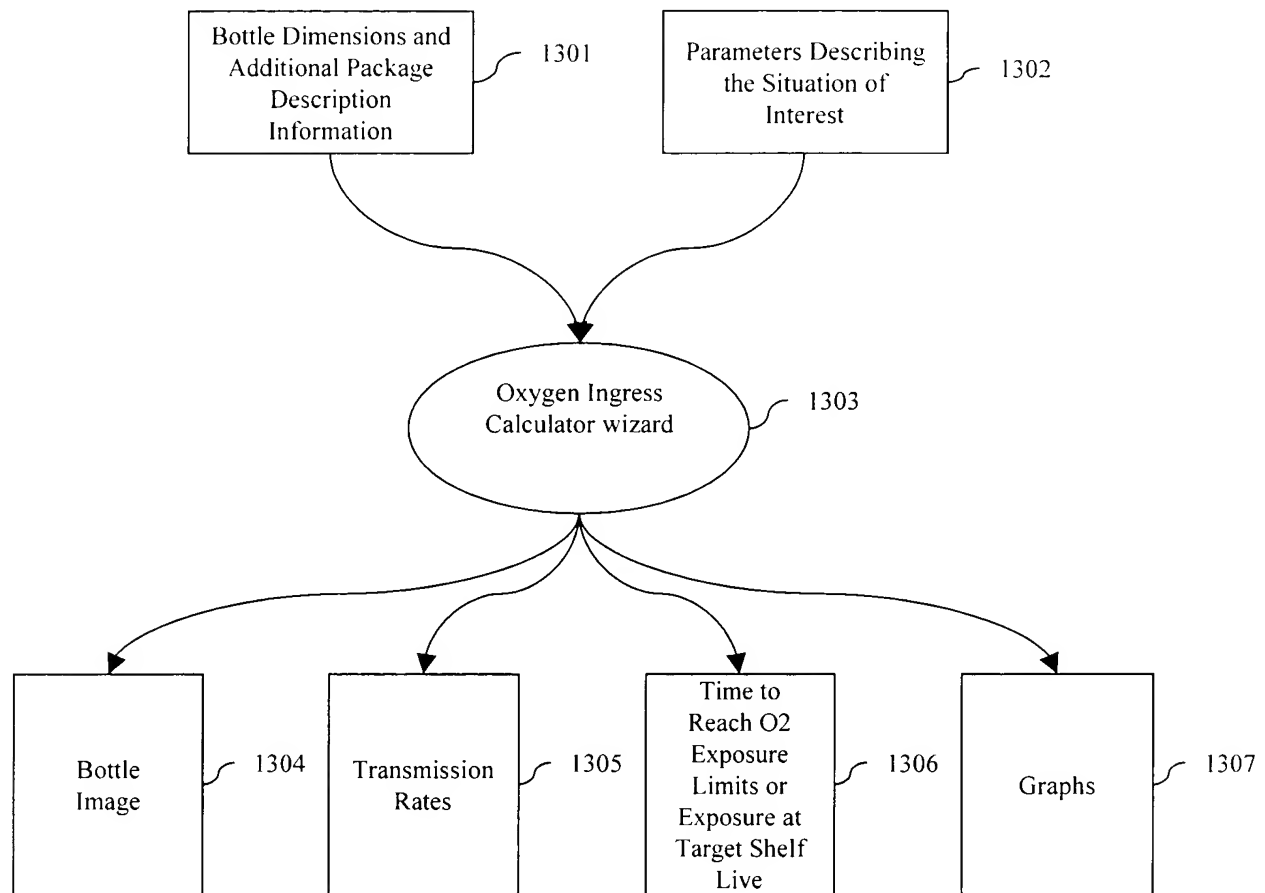 Bottle Dimensions and
Additional Package
Description
Information
1301
Parameters Describing
the Situation of
Interest
1302
Oxygen Ingress
Calculator wizard
1303
Bottle
Image
1304
Transmission
Rates
1305
Time to
Reach O2
Exposure
Limits or
Exposure at
Target Shelf
Live
1306
Graphs
1307